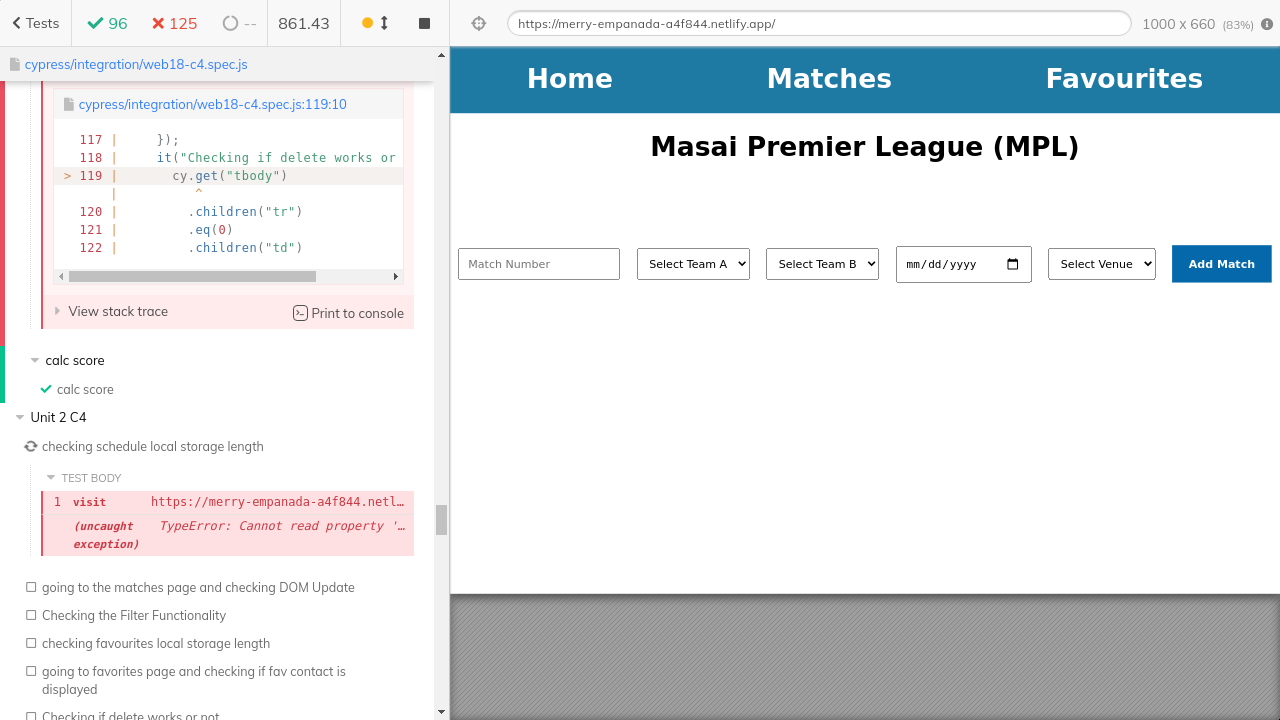 Tests
96
125
--
861.43
https://merry-empanada-a4f844.netlify.app/
1000 x 660 (83%)
cypress/integration/web18-c4.spec.js
cypress/integration/web18-c4.spec.js:119:10
117 | });
118 | it("Checking if delete works or
> 119 | cy.get("tbody")
| ^
120 | .children("tr")
121 | .eq(0)
122 | .children("td")
View stack trace
Print to console
calc score
calc score
Unit 2 C4
checking schedule local storage length
TEST BODY
1 visit https://merry-empanada-a4f844.netl…
(uncaught TypeError: Cannot read property '…
exception)
going to the matches page and checking DOM Update
Checking the Filter Functionality
checking favourites local storage length
going to favorites page and checking if fav contact is
displayed
Checking if delete works or not
Home Matches Favourites
Masai Premier League (MPL)
Match Number
Select Team A
Select Team B
mm/dd/yyyy
Select Venue
Add Match